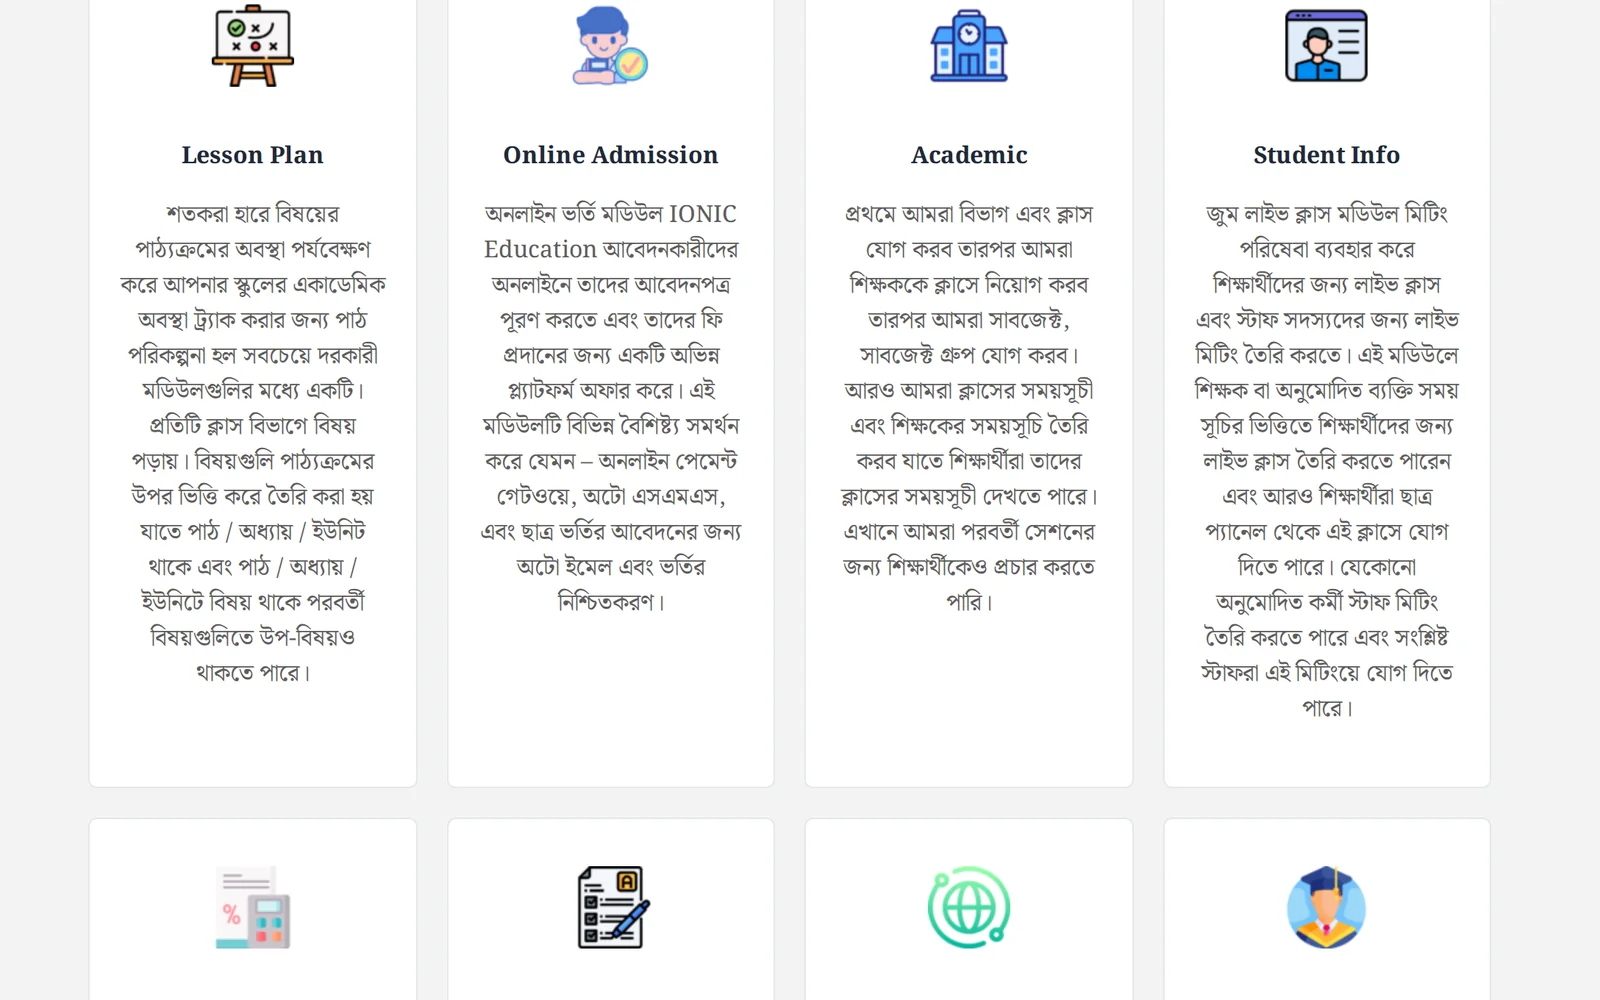 Lesson Plan
শতকরা হারে বিষয়ের
পাঠ্যক্রমের অবস্থা পর্যবেক্ষণ
করে আপনার স্কুলের একাডেমিক
অবস্থা ট্র্যাক করার জন্য পাঠ
পরিকল্পনা হল সবচেয়ে দরকারী
মডিউলগুলির মধ্যে একটি।
প্রতিটি ক্লাস বিভাগে বিষয়
পড়ায়। বিষয়গুলি পাঠ্যক্রমের
উপর ভিত্তি করে তৈরি করা হয়
যাতে পাঠ / অধ্যায় / ইউনিট
থাকে এবং পাঠ / অধ্যায় /
ইউনিটে বিষয় থাকে পরবর্তী
বিষয়গুলিতে উপ-বিষয়ও
থাকতে পারে।
Online Admission
অনলাইন ভর্তি মডিউল IONIC
Education আবেদনকারীদের
অনলাইনে তাদের আবেদনপত্র
পূরণ করতে এবং তাদের ফি
প্রদানের জন্য একটি অভিন্ন
প্ল্যাটফর্ম অফার করে। এই
মডিউলটি বিভিন্ন বৈশিষ্ট্য সমর্থন
করে যেমন – অনলাইন পেমেন্ট
গেটওয়ে, অটো এসএমএস,
এবং ছাত্র ভর্তির আবেদনের জন্য
অটো ইমেল এবং ভর্তির
নিশ্চিতকরণ।
Academic
প্রথমে আমরা বিভাগ এবং ক্লাস
যোগ করব তারপর আমরা
শিক্ষককে ক্লাসে নিয়োগ করব
তারপর আমরা সাবজেক্ট,
সাবজেক্ট গ্রুপ যোগ করব।
আরও আমরা ক্লাসের সময়সূচী
এবং শিক্ষকের সময়সূচি তৈরি
করব যাতে শিক্ষার্থীরা তাদের
ক্লাসের সময়সূচী দেখতে পারে।
এখানে আমরা পরবর্তী সেশনের
জন্য শিক্ষার্থীকেও প্রচার করতে
পারি।
Student Info
জুম লাইভ ক্লাস মডিউল মিটিং
পরিষেবা ব্যবহার করে
শিক্ষার্থীদের জন্য লাইভ ক্লাস
এবং স্টাফ সদস্যদের জন্য লাইভ
মিটিং তৈরি করতে। এই মডিউলে
শিক্ষক বা অনুমোদিত ব্যক্তি সময়
সূচির ভিত্তিতে শিক্ষার্থীদের জন্য
লাইভ ক্লাস তৈরি করতে পারেন
এবং আরও শিক্ষার্থীরা ছাত্র
প্যানেল থেকে এই ক্লাসে যোগ
দিতে পারে। যেকোনো
অনুমোদিত কর্মী স্টাফ মিটিং
তৈরি করতে পারে এবং সংশ্লিষ্ট
স্টাফরা এই মিটিংয়ে যোগ দিতে
পারে।
%
A